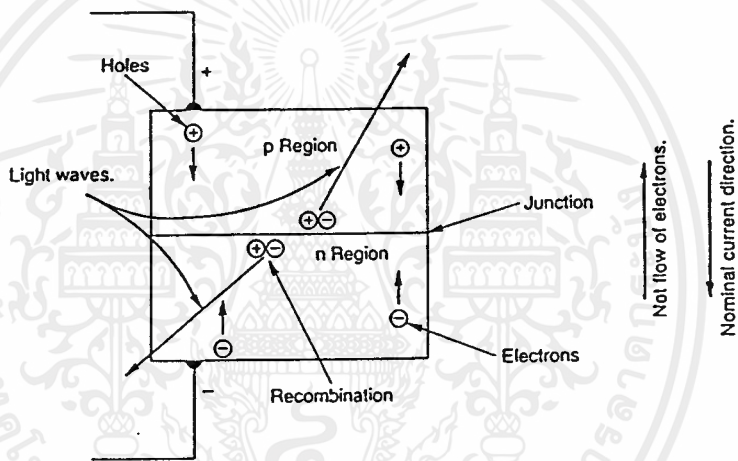 Holes
+
+
p Region
+
Light waves.
+ −
Junction
+ −
n Region
−
−
Electrons
−
Recombination
Not flow of electrons.
Nominal current direction.